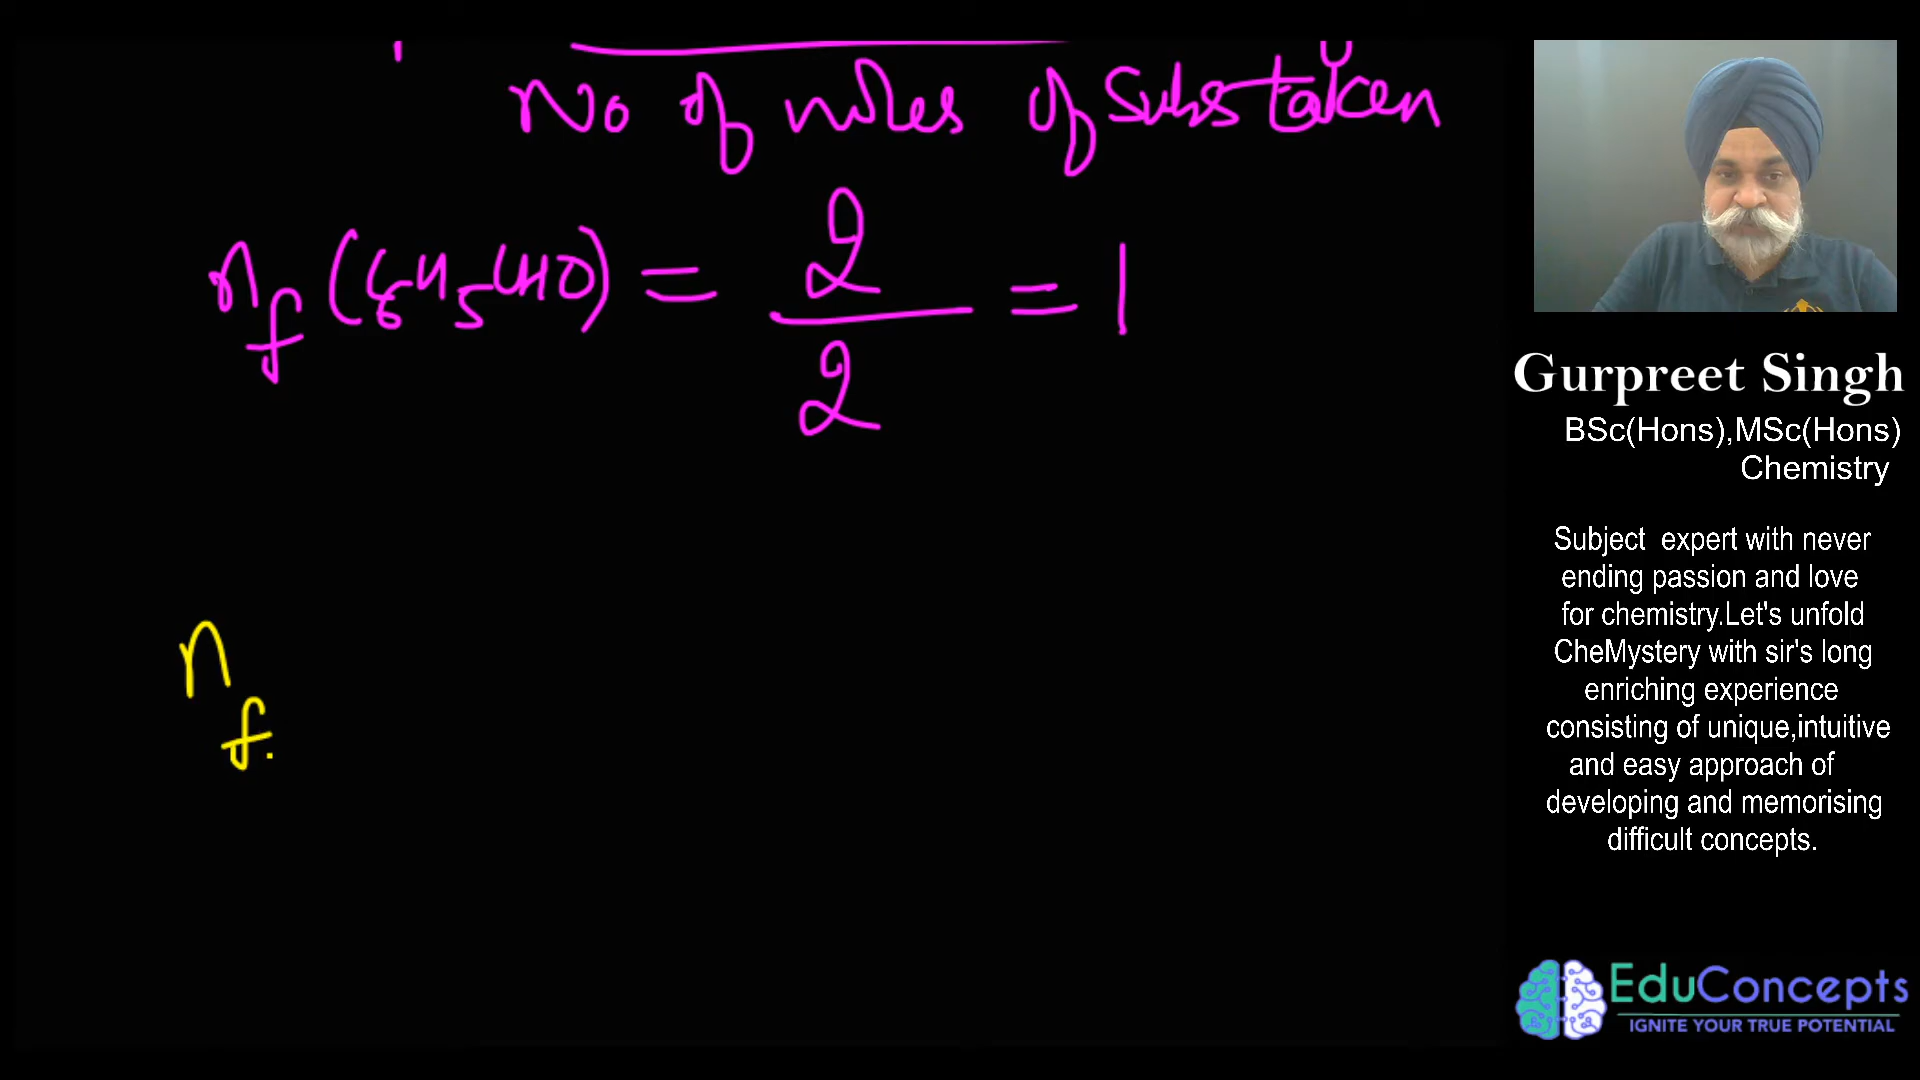 No of moles of Subs taken
nf (C6H5CHO) = 2/2 = 1
nf.
Gurpreet Singh
BSc(Hons),MSc(Hons)
Chemistry
Subject expert with never
ending passion and love
for chemistry.Let's unfold
CheMystery with sir's long
enriching experience
consisting of unique,intuitive
and easy approach of
developing and memorising
difficult concepts.
EduConcepts
IGNITE YOUR TRUE POTENTIAL